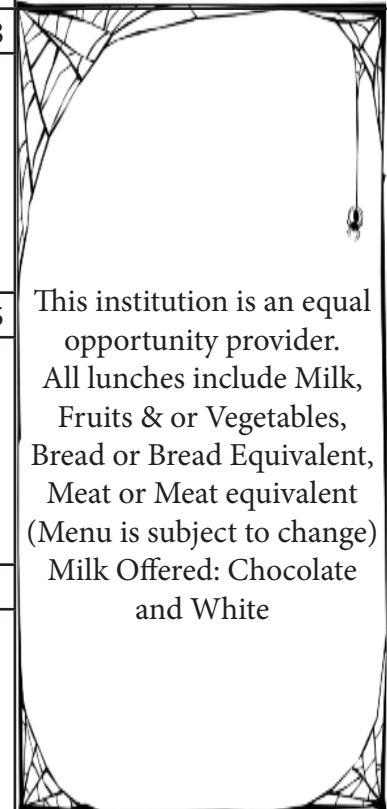 This institution is an equal
opportunity provider.
All lunches include Milk,
Fruits & or Vegetables,
Bread or Bread Equivalent,
Meat or Meat equivalent
(Menu is subject to change)
Milk Offered: Chocolate
and White